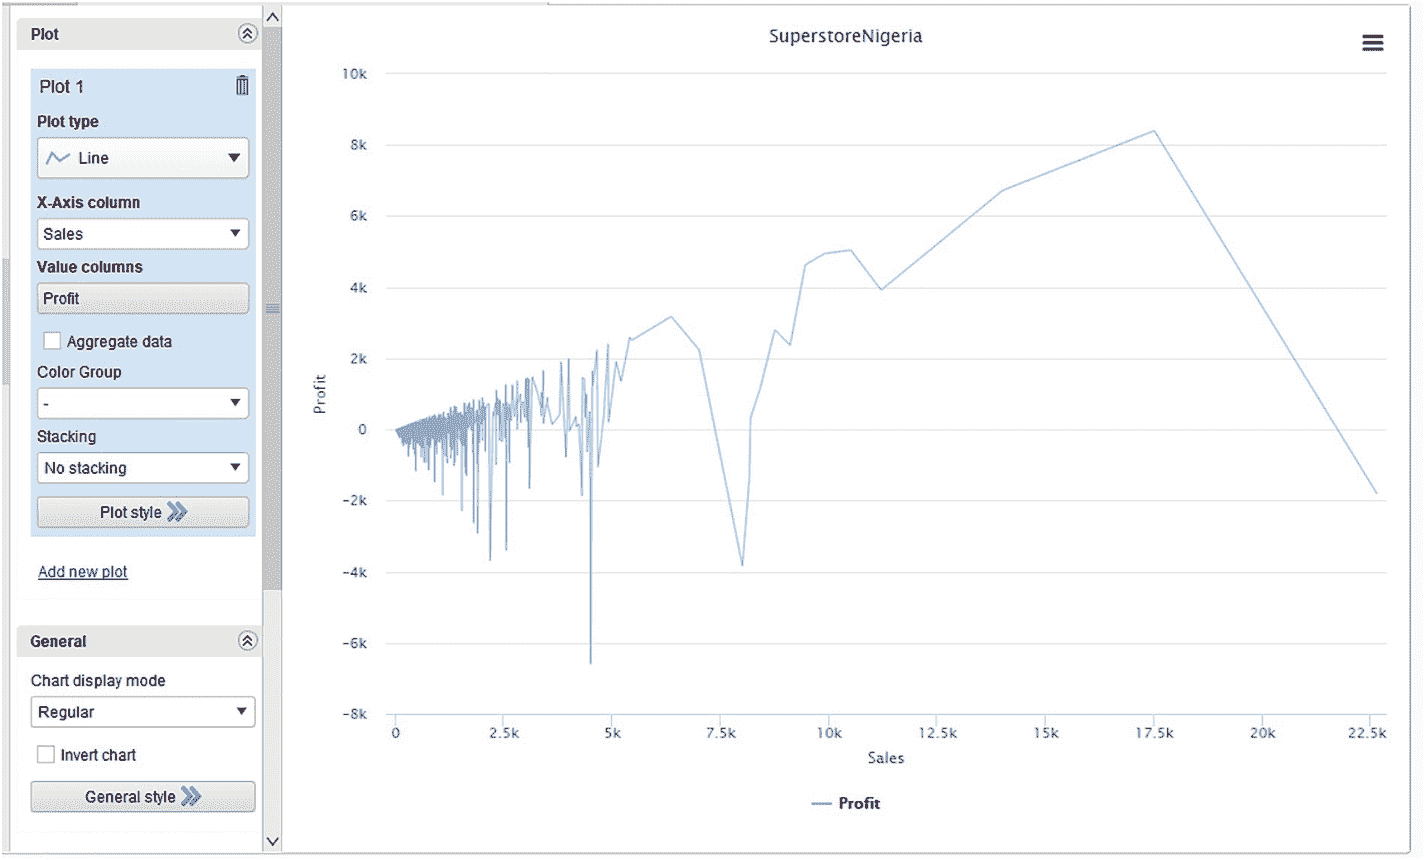 Plot
Plot 1
Plot type
Line
X-Axis column
Sales
Value columns
Profit
Aggregate data
Color Group
-
Stacking
No stacking
Plot style
Add new plot
General
Chart display mode
Regular
Invert chart
General style
SuperstoreNigeria
10k
8k
6k
4k
2k
0
-2k
-4k
-6k
-8k
Profit
0 2.5k 5k 7.5k 10k 12.5k 15k 17.5k 20k 22.5k
Sales
Profit